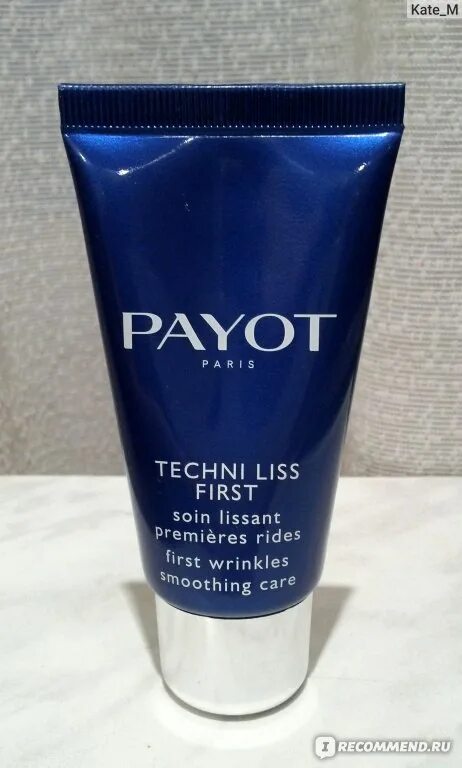 Kate_M
PAYOT
PARIS
TECHNI LISS
FIRST
soin lissant
premières rides
first wrinkles
smoothing care
I RECOMMEND.RU